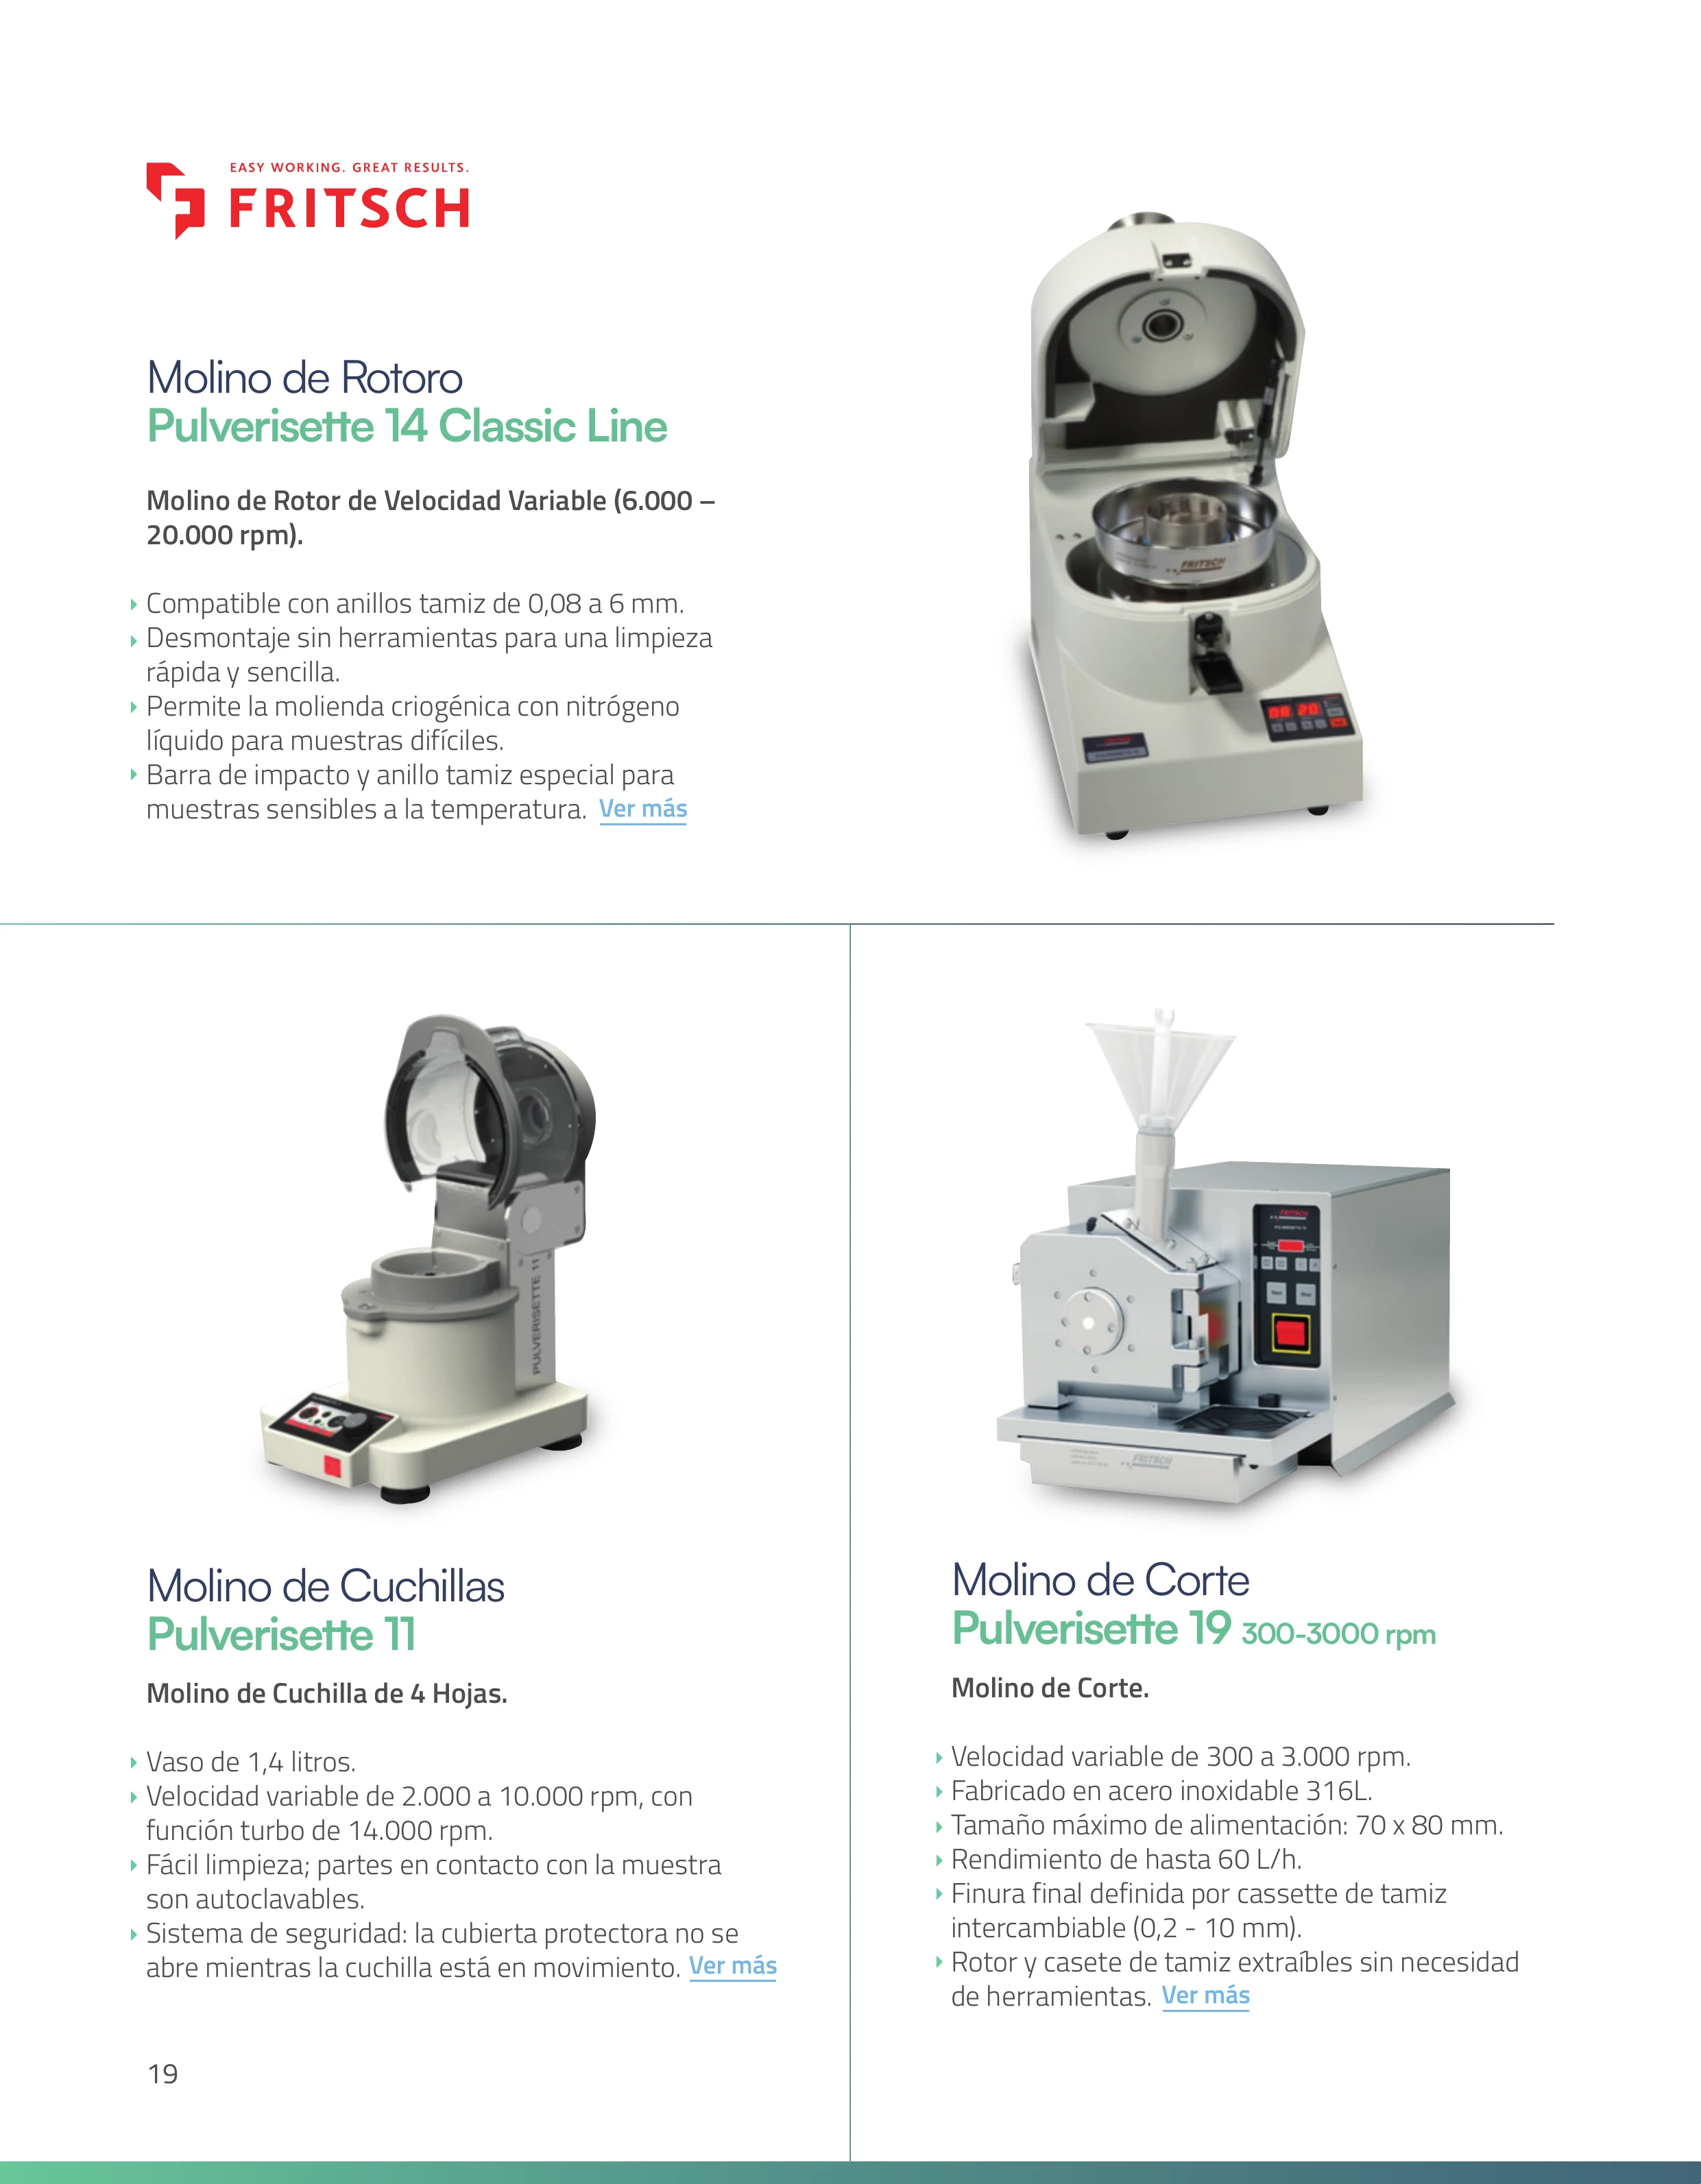 EASY WORKING. GREAT RESULTS.
FRITSCH
Molino de Rotoro
Pulverisette 14 Classic Line
Molino de Rotor de Velocidad Variable (6.000 –
20.000 rpm).
Compatible con anillos tamiz de 0,08 a 6 mm.
Desmontaje sin herramientas para una limpieza
rápida y sencilla.
Permite la molienda criogénica con nitrógeno
líquido para muestras difíciles.
Barra de impacto y anillo tamiz especial para
muestras sensibles a la temperatura. Ver más
FRITSCH
08 20
PULVERISETTE 11
Molino de Cuchillas
Pulverisette 11
Molino de Cuchilla de 4 Hojas.
Vaso de 1,4 litros.
Velocidad variable de 2.000 a 10.000 rpm, con
función turbo de 14.000 rpm.
Fácil limpieza; partes en contacto con la muestra
son autoclavables.
Sistema de seguridad: la cubierta protectora no se
abre mientras la cuchilla está en movimiento. Ver más
FRITSCH
Start Stop
FRITSCH
Molino de Corte
Pulverisette 19 300-3000 rpm
Molino de Corte.
Velocidad variable de 300 a 3.000 rpm.
Fabricado en acero inoxidable 316L.
Tamaño máximo de alimentación: 70 x 80 mm.
Rendimiento de hasta 60 L/h.
Finura final definida por cassette de tamiz
intercambiable (0,2 - 10 mm).
Rotor y casete de tamiz extraíbles sin necesidad
de herramientas. Ver más
19